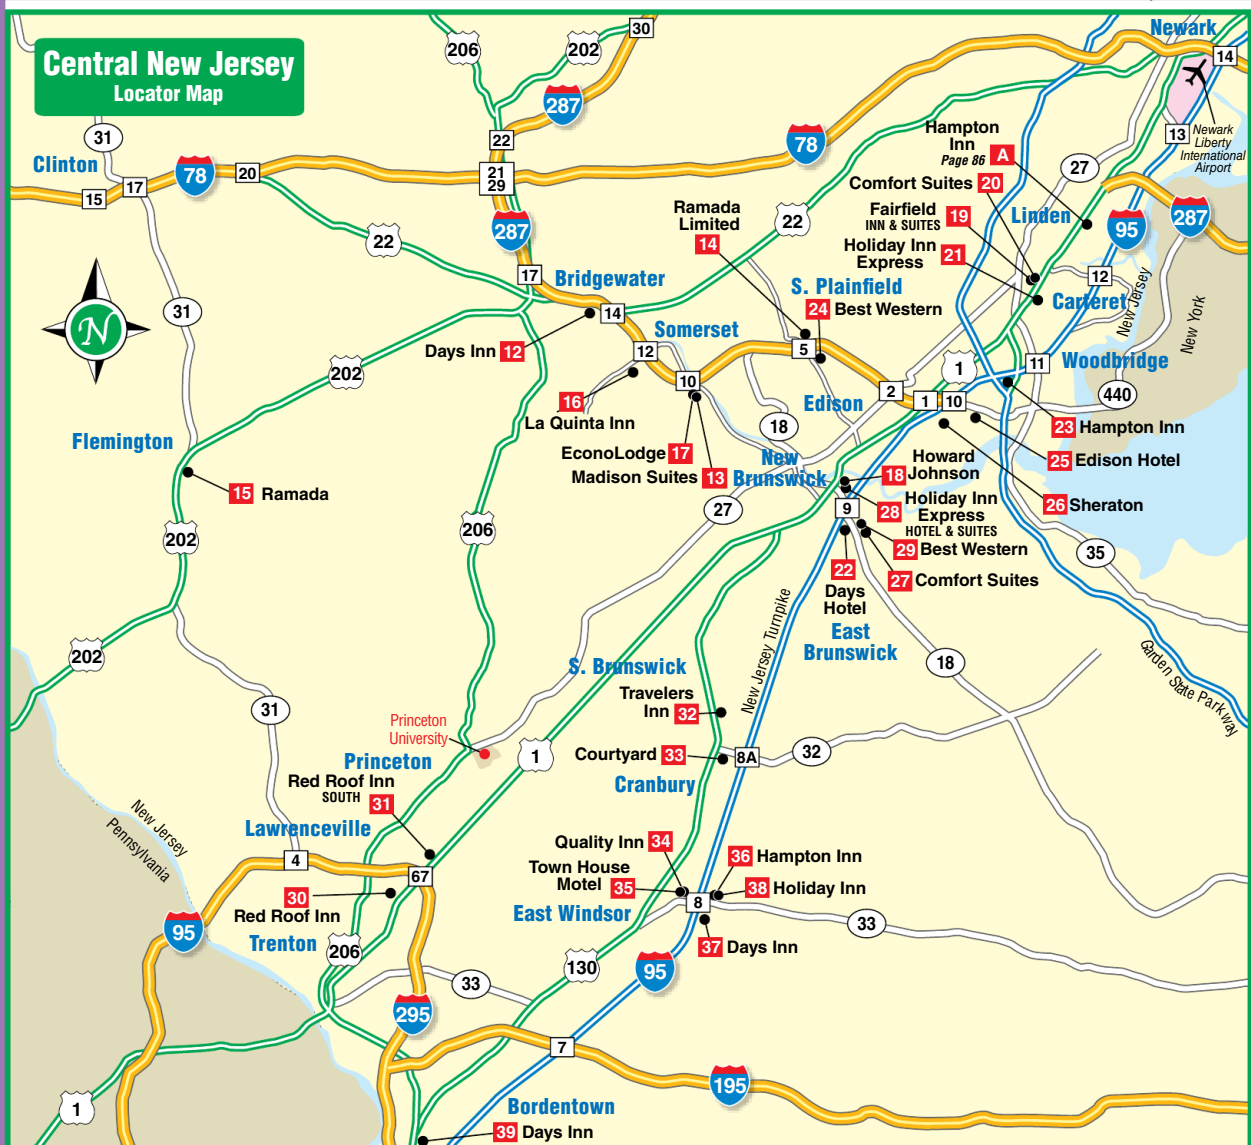 Central New Jersey
Locator Map
206
202
30
Newark
14
287
31
22
78
Hampton
Inn
Page 86
A
13
Newark
Liberty
International
Airport
Clinton
78
20
21
29
27
15
17
Comfort Suites 20
Ramada
Limited
14
22
Fairfield 19
INN & SUITES
Linden
95
287
22
287
Holiday Inn
Express 21
17
Bridgewater
12
S. Plainfield
Carteret
New Jersey
New York
31
14
24 Best Western
Somerset
Days Inn 12
12
5
11
Woodbridge
202
10
1
2
1
10
440
16
La Quinta Inn
Edison
18
23 Hampton Inn
Flemington
EconoLodge 17
Madison Suites 13
New
Brunswick
Howard
18 Johnson
25 Edison Hotel
15 Ramada
27
9
28 Holiday Inn
Express
HOTEL & SUITES
26 Sheraton
206
202
29 Best Western
35
22
Days
Hotel
27 Comfort Suites
New Jersey Turnpike
East
Brunswick
202
S. Brunswick
18
Garden State Parkway
31
Travelers
Inn 32
Princeton
University
1
Courtyard 33
8A
32
Princeton
Cranbury
Red Roof Inn
SOUTH 31
New Jersey
Pennsylvania
Lawrenceville
Quality Inn 34
36 Hampton Inn
4
67
Town House
Motel 35
38 Holiday Inn
30
Red Roof Inn
East Windsor
8
33
95
Trenton
206
37 Days Inn
130
95
33
295
7
195
1
Bordentown
39 Days Inn